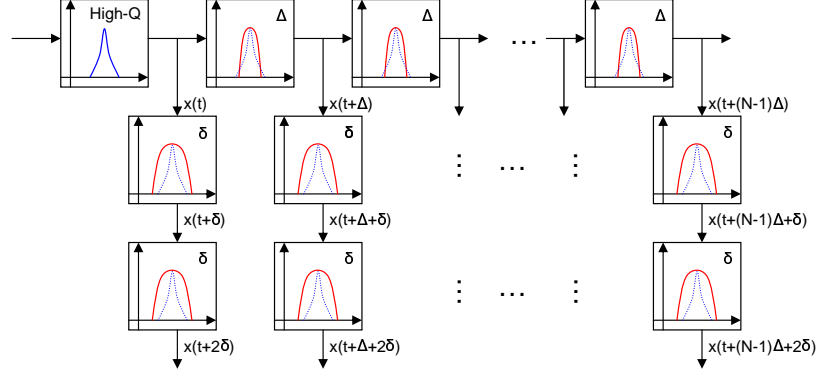 High-Q
Δ
Δ
...
Δ
x(t)
x(t+Δ)
x(t+(N-1)Δ)
δ
δ
δ
...
x(t+δ)
x(t+Δ+δ)
x(t+(N-1)Δ+δ)
δ
δ
δ
...
x(t+2δ)
x(t+Δ+2δ)
x(t+(N-1)Δ+2δ)